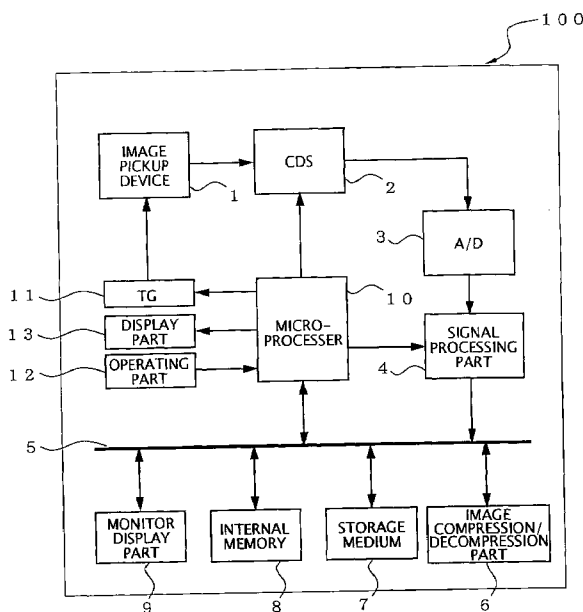 100
IMAGE
PICKUP
DEVICE
1
CDS
2
3
A/D
11
TG
10
13
DISPLAY
PART
MICRO-
PROCESSER
SIGNAL
PROCESSING
PART
12
OPERATING
PART
4
5
MONITOR
DISPLAY
PART
INTERNAL
MEMORY
STORAGE
MEDIUM
IMAGE
COMPRESSION/
DECOMPRESSION
PART
9
8
7
6